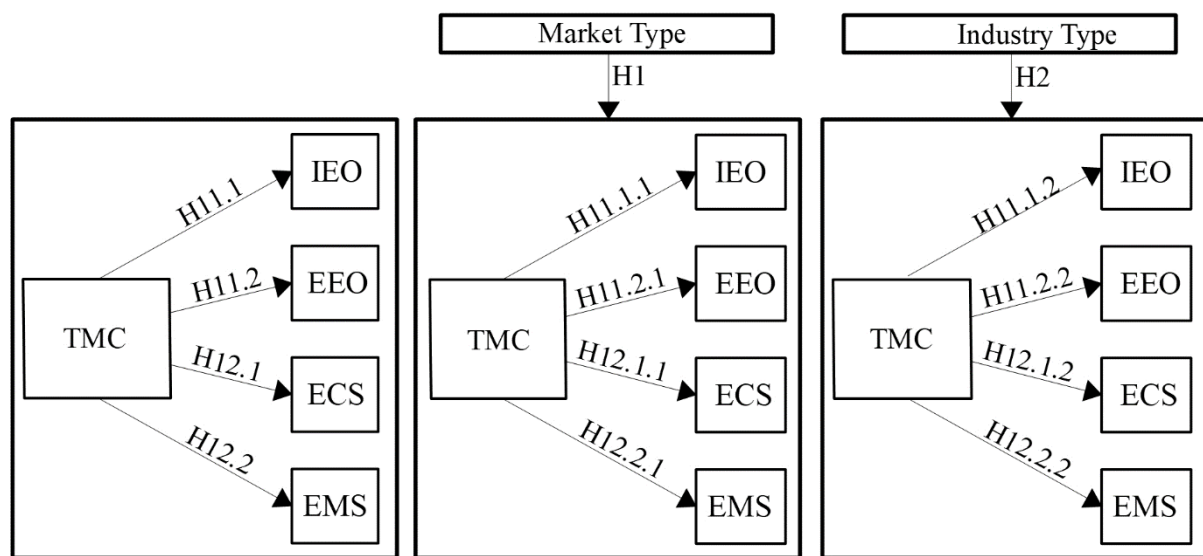 Market Type
Industry Type
H1
H2
IEO
H11.1
EEO
H11.2
TMC
H12.1
ECS
H12.2
EMS
IEO
H11.1.1
EEO
H11.2.1
TMC
H12.1.1
ECS
H12.2.1
EMS
IEO
H11.1.2
EEO
H11.2.2
TMC
H12.1.2
ECS
H12.2.2
EMS